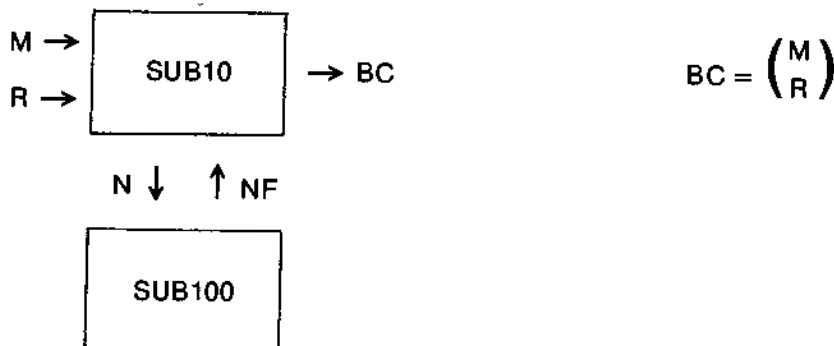 M → SUB10 → BC
R →
BC = (M
R)
N ↓ ↑ NF
SUB100